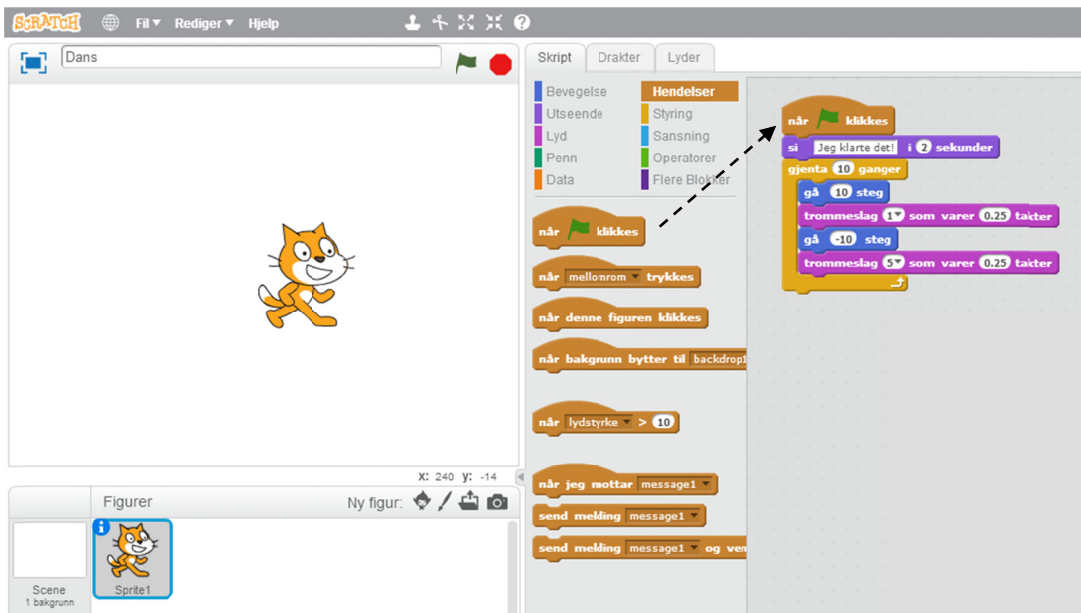 SCRATCH Fil Rediger Hjelp
Dans
Skript Drakter Lyder
Bevegelse Hendelser
Utseende Styring
Lyd Sansning
Penn Operatorer
Data Flere Blokker
når klikkes
når mellomrom trykkes
når denne figuren klikkes
når bakgrunn bytter til backdrop1
når lydstyrke > 10
når jeg mottar message1
send melding message1
send melding message1 og ven
når klikkes
si Jeg klarte det! i 2 sekunder
gjenta 10 ganger
gå 10 steg
trommeslag 1 som varer 0.25 takter
gå -10 steg
trommeslag 5 som varer 0.25 takter
X: 240 Y: -14
Figurer Ny figur:
Scene
1 bakgrunn
Sprite1